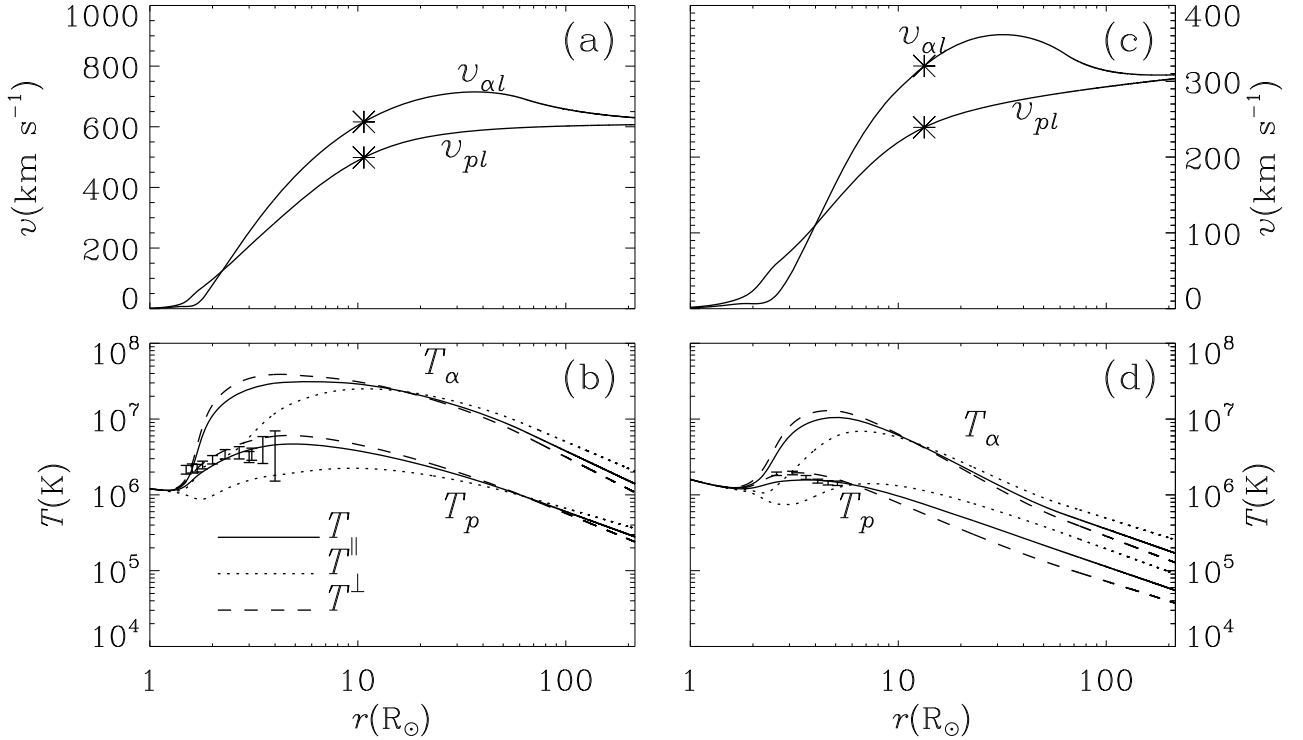 (a)
1000
800
600
400
200
0
v(km s⁻¹)
v_αl
v_pl
(c)
400
300
200
100
0
v(km s⁻¹)
v_αl
v_pl
(b)
10⁸
10⁷
10⁶
10⁵
10⁴
T(K)
T_α
T_p
T
T^∥
T^⊥
1 10 100
r(R_⊙)
(d)
10⁸
10⁷
10⁶
10⁵
10⁴
T(K)
T_α
T_p
1 10 100
r(R_⊙)